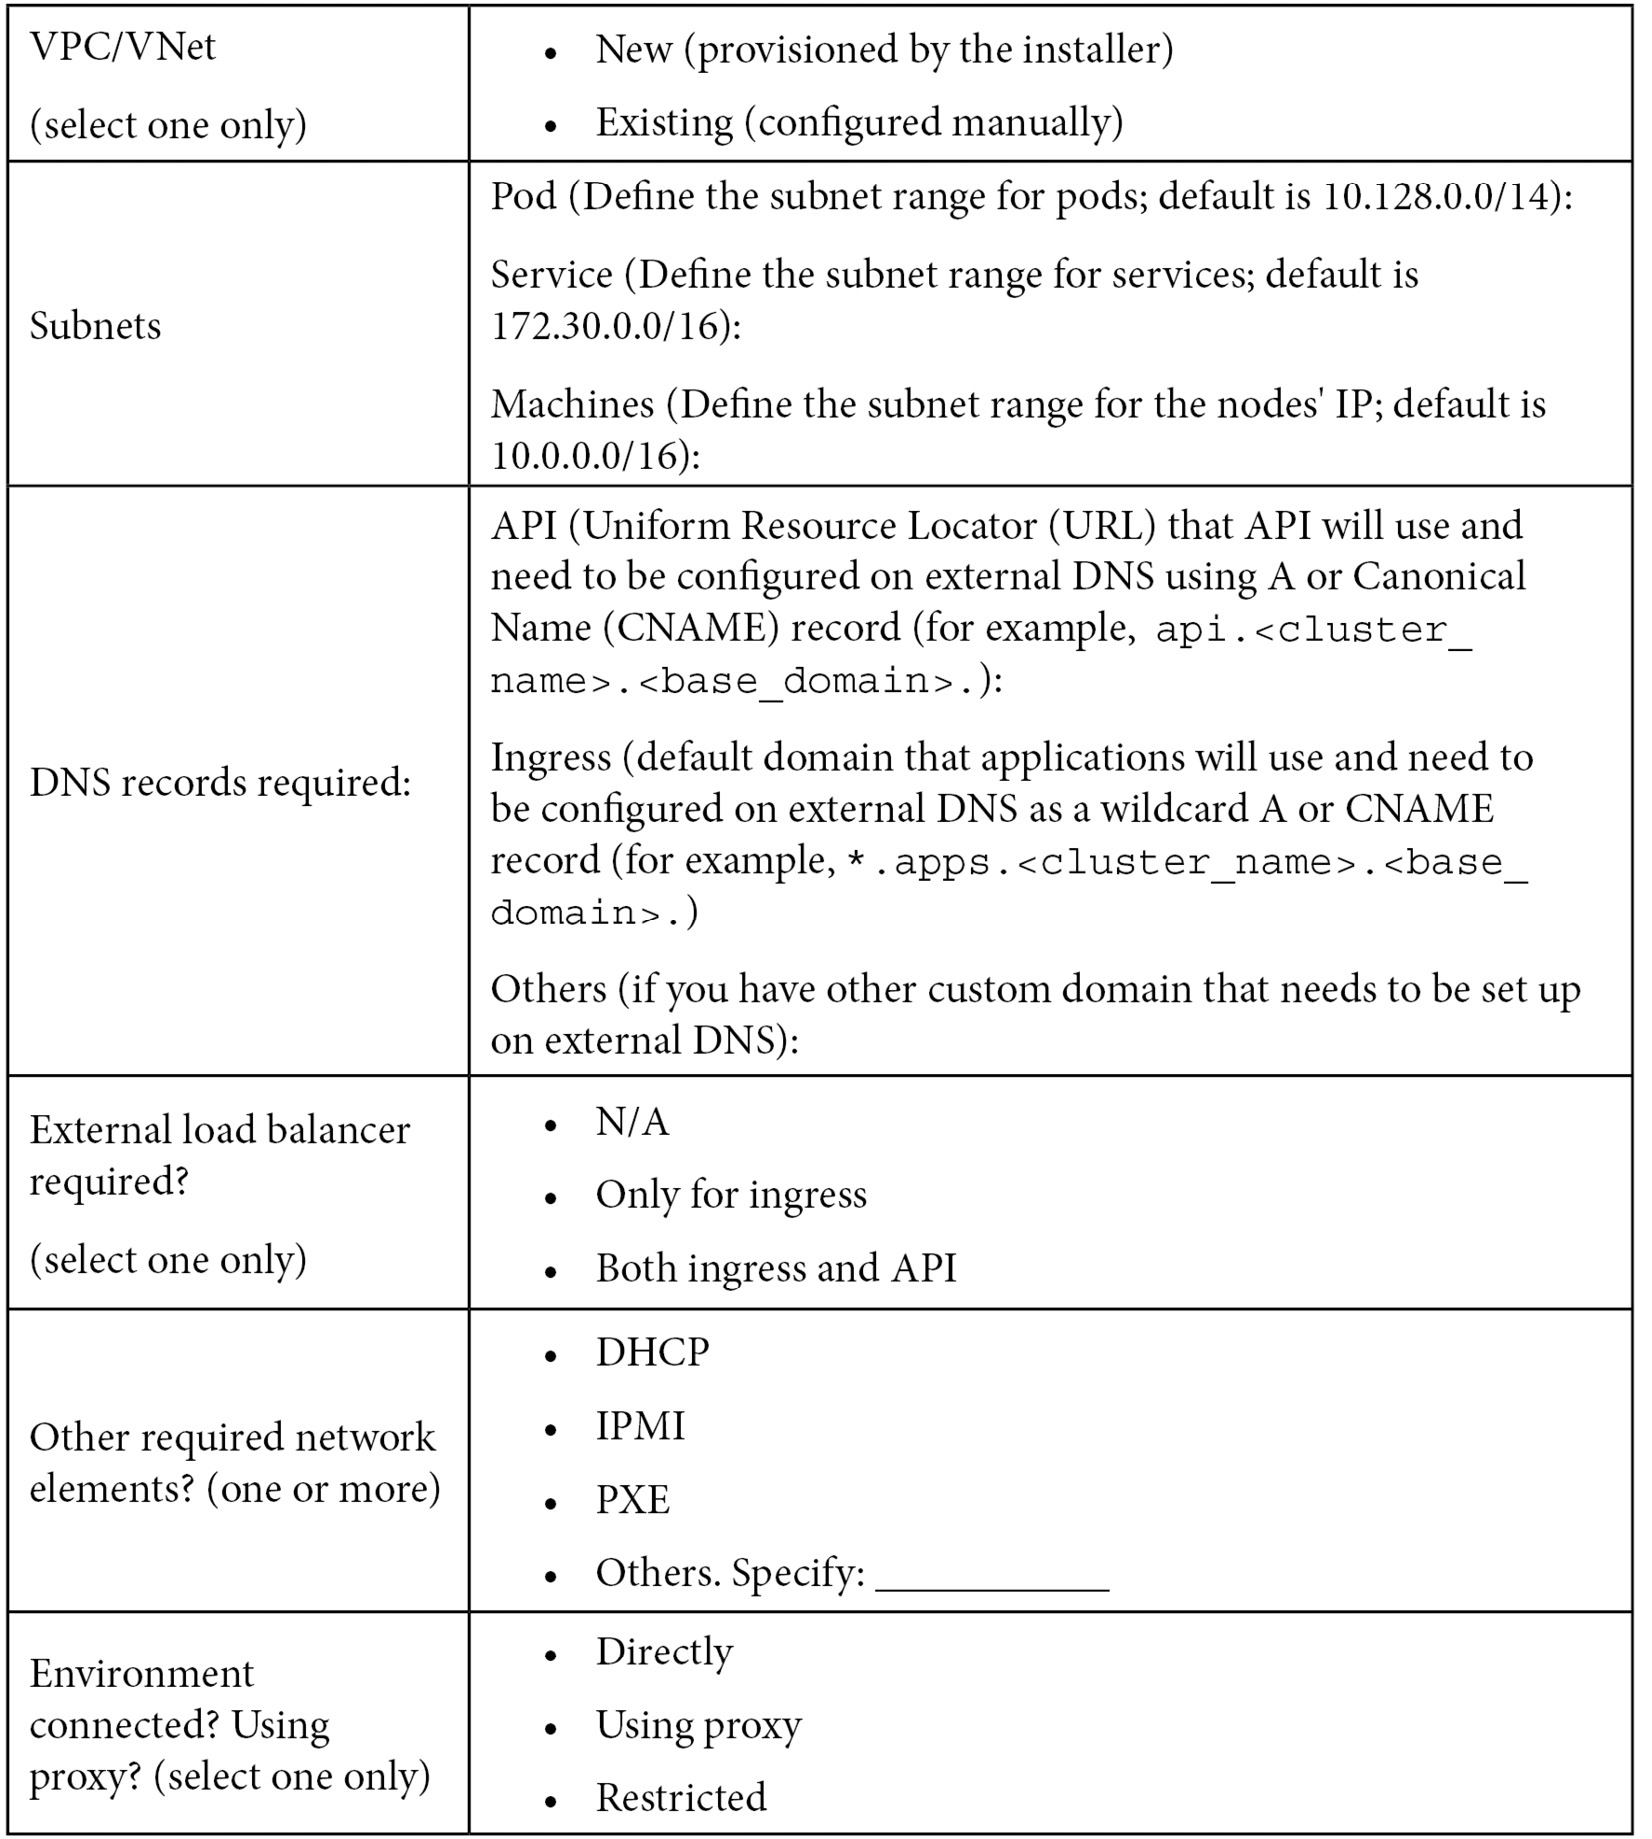 VPC/VNet
(select one only)
• New (provisioned by the installer)
• Existing (configured manually)
Subnets
Pod (Define the subnet range for pods; default is 10.128.0.0/14):
Service (Define the subnet range for services; default is
172.30.0.0/16):
Machines (Define the subnet range for the nodes' IP; default is
10.0.0.0/16):
DNS records required:
API (Uniform Resource Locator (URL) that API will use and
need to be configured on external DNS using A or Canonical
Name (CNAME) record (for example, api.<cluster_
name>.<base_domain>.):
Ingress (default domain that applications will use and need to
be configured on external DNS as a wildcard A or CNAME
record (for example, *.apps.<cluster_name>.<base_
domain>.)
Others (if you have other custom domain that needs to be set up
on external DNS):
External load balancer
required?
(select one only)
• N/A
• Only for ingress
• Both ingress and API
Other required network
elements? (one or more)
• DHCP
• IPMI
• PXE
• Others. Specify: ___________
Environment
connected? Using
proxy? (select one only)
• Directly
• Using proxy
• Restricted